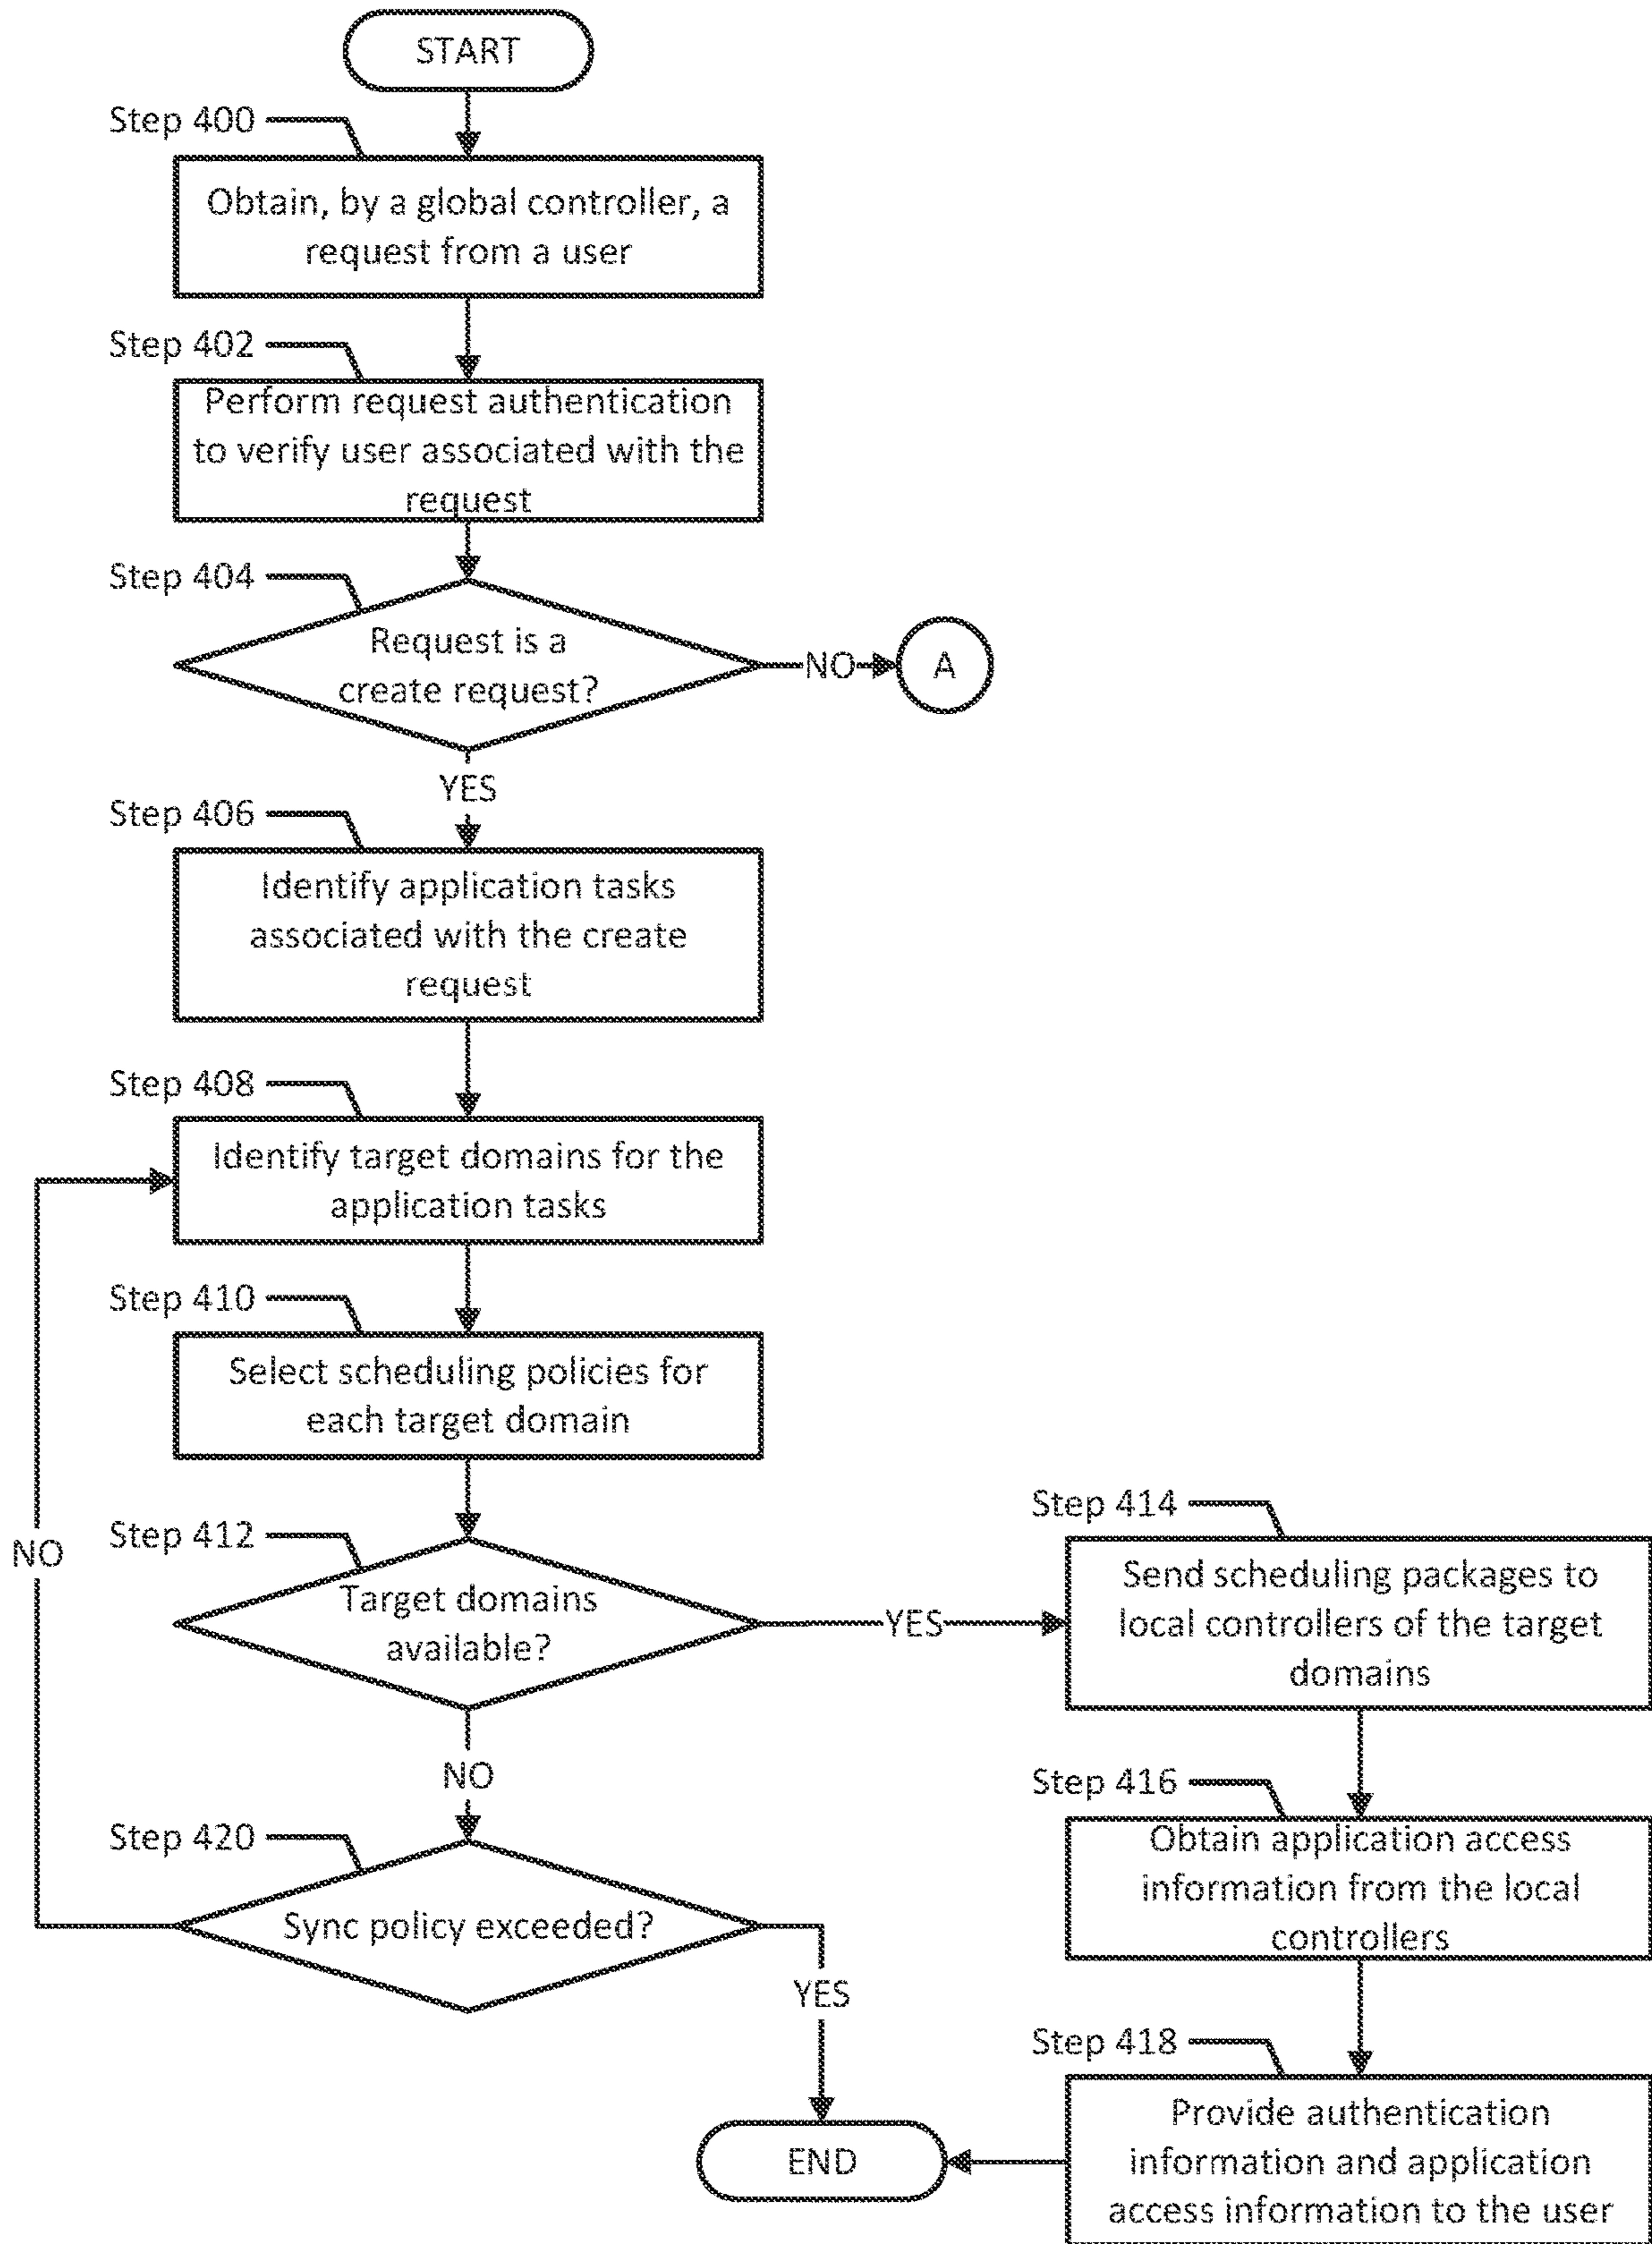 START
Step 400
Obtain, by a global controller, a
request from a user
Step 402
Perform request authentication
to verify user associated with the
request
Step 404
Request is a
create request?
NO
A
YES
Step 406
Identify application tasks
associated with the create
request
Step 408
Identify target domains for the
application tasks
Step 410
Select scheduling policies for
each target domain
Step 412
Target domains
available?
YES
NO
NO
Step 414
Send scheduling packages to
local controllers of the target
domains
Step 416
Obtain application access
information from the local
controllers
Step 420
Sync policy exceeded?
YES
Step 418
Provide authentication
information and application
access information to the user
END